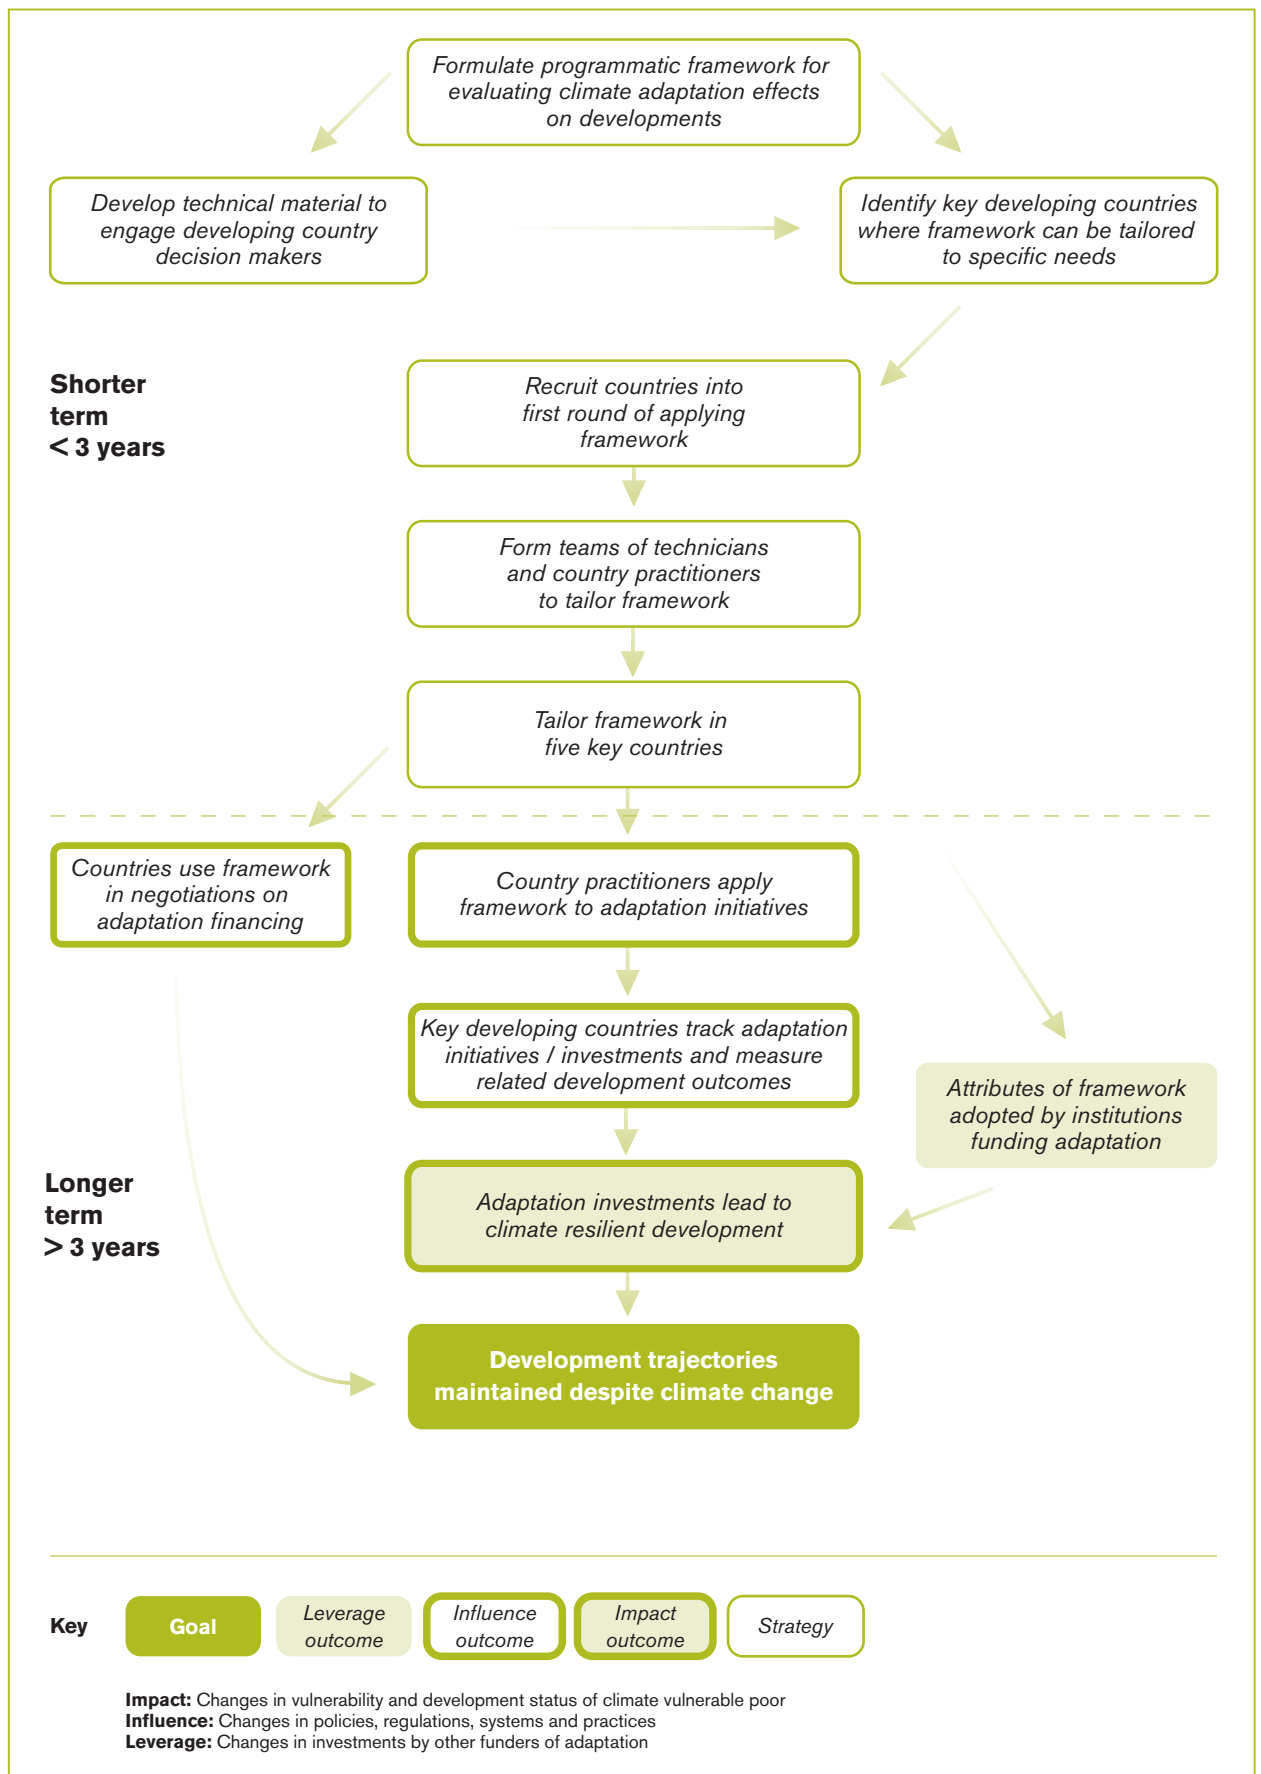 Formulate programmatic framework for
evaluating climate adaptation effects
on developments
Develop technical material to
engage developing country
decision makers
Identify key developing countries
where framework can be tailored
to specific needs
Shorter
term
< 3 years
Recruit countries into
first round of applying
framework
Form teams of technicians
and country practitioners
to tailor framework
Tailor framework in
five key countries
Countries use framework
in negotiations on
adaptation financing
Country practitioners apply
framework to adaptation initiatives
Key developing countries track adaptation
initiatives / investments and measure
related development outcomes
Attributes of framework
adopted by institutions
funding adaptation
Longer
term
> 3 years
Adaptation investments lead to
climate resilient development
Development trajectories
maintained despite climate change
Key
Goal
Leverage
outcome
Influence
outcome
Impact
outcome
Strategy
Impact: Changes in vulnerability and development status of climate vulnerable poor
Influence: Changes in policies, regulations, systems and practices
Leverage: Changes in investments by other funders of adaptation